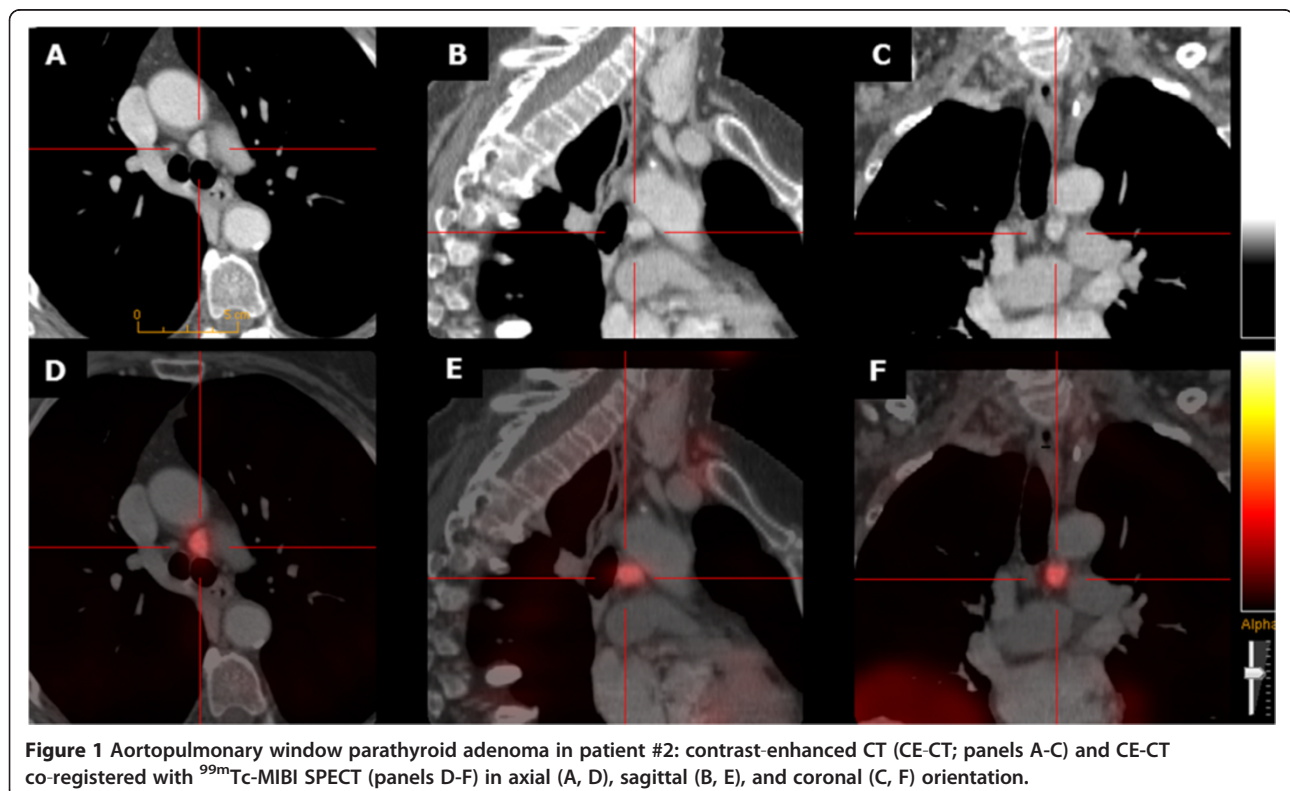 A
B
C
0
5 cm
D
E
F
Alpha
Figure 1 Aortopulmonary window parathyroid adenoma in patient #2: contrast-enhanced CT (CE-CT; panels A-C) and CE-CT
co-registered with ⁹⁹ᵐTc-MIBI SPECT (panels D-F) in axial (A, D), sagittal (B, E), and coronal (C, F) orientation.